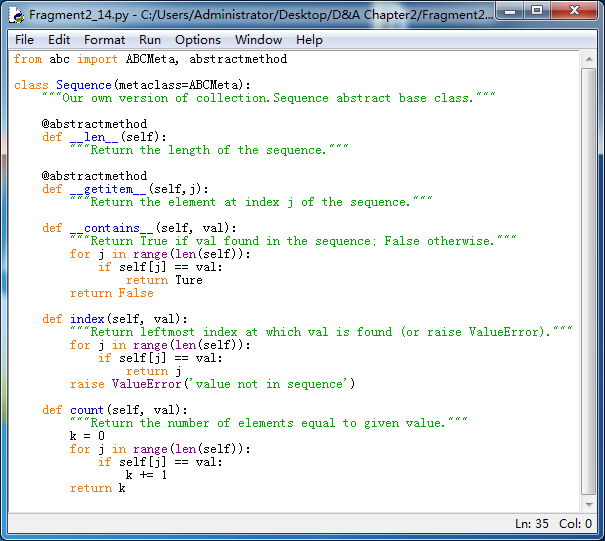 Fragment2_14.py - C:/Users/Administrator/Desktop/D&A Chapter2/Fragment2...
File Edit Format Run Options Window Help
from abc import ABCMeta, abstractmethod

class Sequence(metaclass=ABCMeta):
    """Our own version of collection.Sequence abstract base class."""

    @abstractmethod
    def __len__(self):
        """Return the length of the sequence."""

    @abstractmethod
    def __getitem__(self,j):
        """Return the element at index j of the sequence."""

    def __contains__(self, val):
        """Return True if val found in the sequence; False otherwise."""
        for j in range(len(self)):
            if self[j] == val:
                return Ture
        return False

    def index(self, val):
        """Return leftmost index at which val is found (or raise ValueError)."""
        for j in range(len(self)):
            if self[j] == val:
                return j
        raise ValueError('value not in sequence')

    def count(self, val):
        """Return the number of elements equal to given value."""
        k = 0
        for j in range(len(self)):
            if self[j] == val:
                k += 1
        return k
Ln: 35 Col: 0